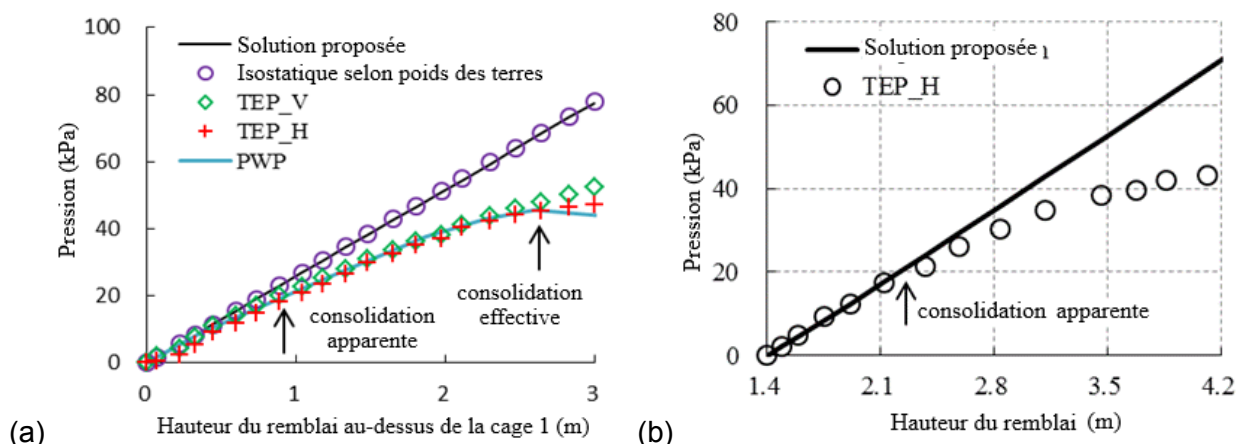 100
80
60
40
20
0
Pression (kPa)
Solution proposée
Isostatique selon poids des terres
TEP_V
TEP_H
PWP
consolidation
apparente
consolidation
effective
0
1
2
3
Hauteur du remblai au-dessus de la cage 1 (m)
(a)
80
60
40
20
0
Pression (kPa)
Solution proposée
TEP_H
consolidation apparente
1.4
2.1
2.8
3.5
4.2
Hauteur du remblai (m)
(b)